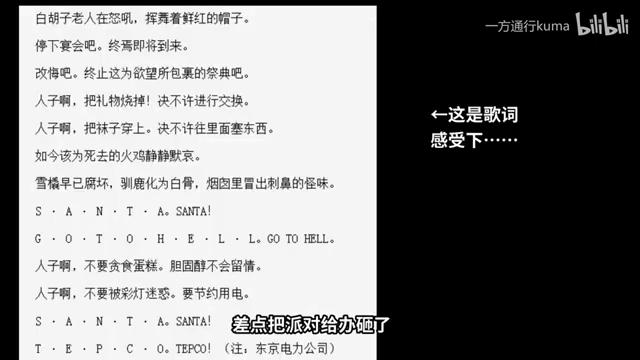 白胡子老人在怒吼，挥舞着鲜红的帽子。
停下宴会吧。终焉即将到来。
改悔吧。终止这为欲望所包裹的祭典吧。
人子啊，把礼物烧掉！决不许进行交换。
人子啊，把袜子穿上。决不许往里面塞东西。
如今该为死去的火鸡静静默哀。
雪橇早已腐坏，驯鹿化为白骨，烟囱里冒出刺鼻的怪味。
S · A · N · T · A。SANTA！
G · O · T · O · H · E · L · L。GO TO HELL。
人子啊，不要贪食蛋糕。胆固醇不会留情。
人子啊，不要被彩灯迷惑。要节约用电。
S · A · N · T · A。SANTA！
T · E · P · C · O。TEPCO！（注：东京电力公司）
一方通行kuma bilibili
←这是歌词
感受下……
差点把派对给办砸了